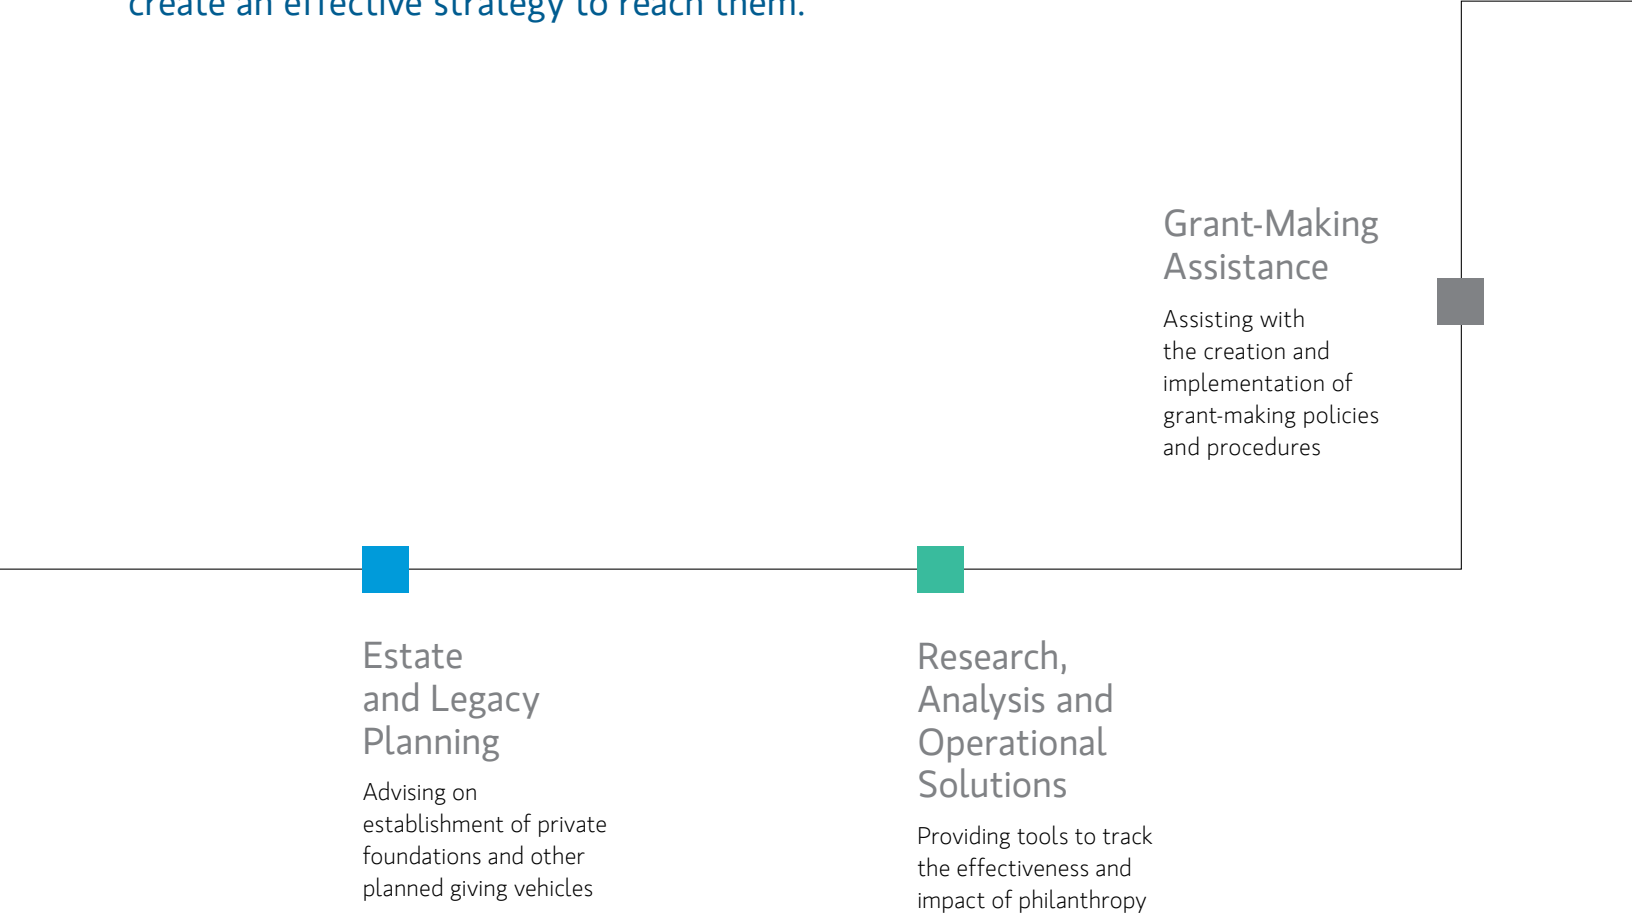 create an effective strategy to reach them.
Grant-Making
Assistance
Assisting with
the creation and
implementation of
grant-making policies
and procedures
Estate
and Legacy
Planning
Advising on
establishment of private
foundations and other
planned giving vehicles
Research,
Analysis and
Operational
Solutions
Providing tools to track
the effectiveness and
impact of philanthropy